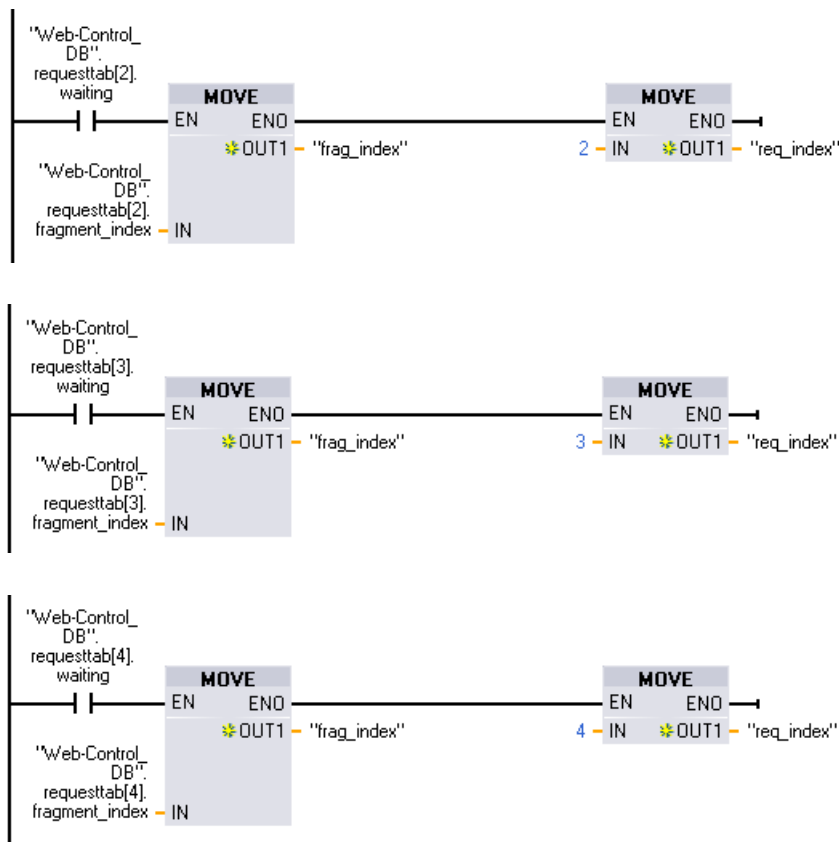 "Web-Control_
DB".
requesttab[2].
waiting
MOVE
EN ENO
OUT1 "frag_index"
"Web-Control_
DB".
requesttab[2].
fragment_index IN
MOVE
EN ENO
2 IN OUT1 "req_index"
"Web-Control_
DB".
requesttab[3].
waiting
MOVE
EN ENO
OUT1 "frag_index"
"Web-Control_
DB".
requesttab[3].
fragment_index IN
MOVE
EN ENO
3 IN OUT1 "req_index"
"Web-Control_
DB".
requesttab[4].
waiting
MOVE
EN ENO
OUT1 "frag_index"
"Web-Control_
DB".
requesttab[4].
fragment_index IN
MOVE
EN ENO
4 IN OUT1 "req_index"